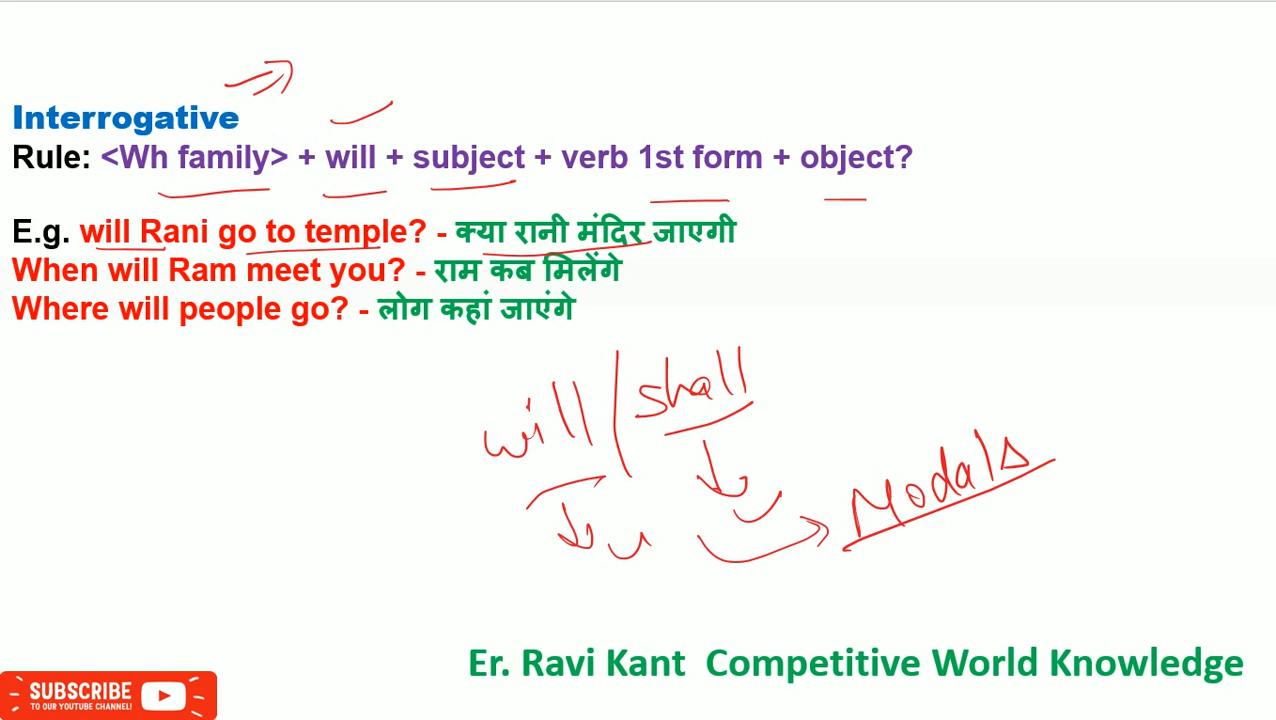 Interrogative
Rule: <Wh family> + will + subject + verb 1st form + object?
E.g. will Rani go to temple? - क्या रानी मंदिर जाएगी
When will Ram meet you? - राम कब मिलेंगे
Where will people go? - लोग कहां जाएंगे
will/shall
Modals
Er. Ravi Kant Competitive World Knowledge
SUBSCRIBE
TO OUR YOUTUBE CHANNEL!